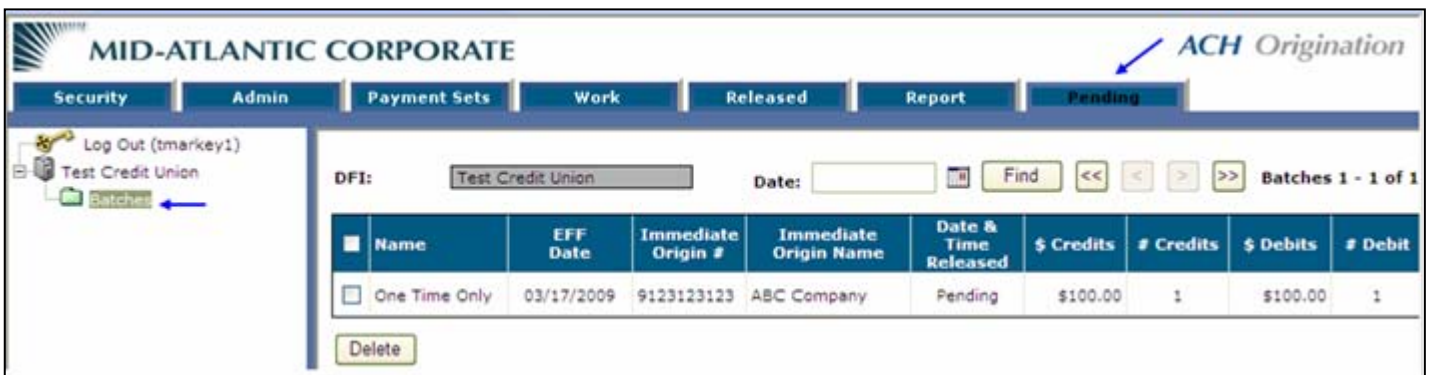 MID-ATLANTIC CORPORATE
ACH Origination
Security Admin Payment Sets Work Released Report Pending
Log Out (tmarkey1)
Test Credit Union
Batches
DFI: Test Credit Union Date: Find << < > >> Batches 1 - 1 of 1
Name EFF Date Immediate Origin # Immediate Origin Name Date & Time Released $ Credits # Credits $ Debits # Debit
One Time Only 03/17/2009 9123123123 ABC Company Pending $100.00 1 $100.00 1
Delete